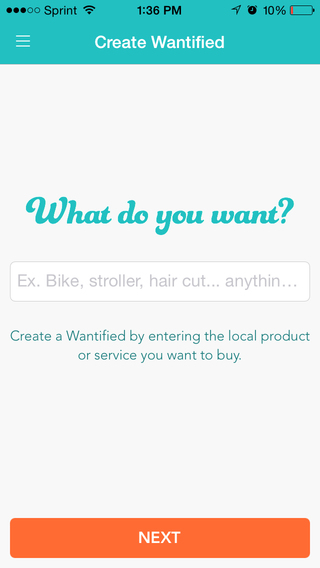 Sprint 1:36 PM 10%
Create Wantified
What do you want?
Ex. Bike, stroller, hair cut... anythin...
Create a Wantified by entering the local product
or service you want to buy.
NEXT